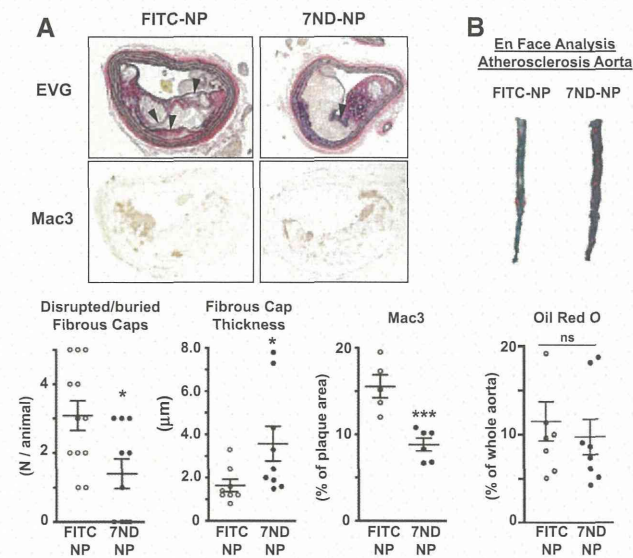 A
FITC-NP
7ND-NP
EVG
Mac3
B
En Face Analysis
Atherosclerosis Aorta
FITC-NP
7ND-NP
Disrupted/buried
Fibrous Caps
(N / animal)
4
2
0
*
FITC
NP
7ND
NP
Fibrous Cap
Thickness
(μm)
8.0
6.0
4.0
2.0
0
*
FITC
NP
7ND
NP
Mac3
(% of plaque area)
20
10
0
***
FITC
NP
7ND
NP
Oil Red O
(% of whole aorta)
20
15
10
5
0
ns
FITC
NP
7ND
NP